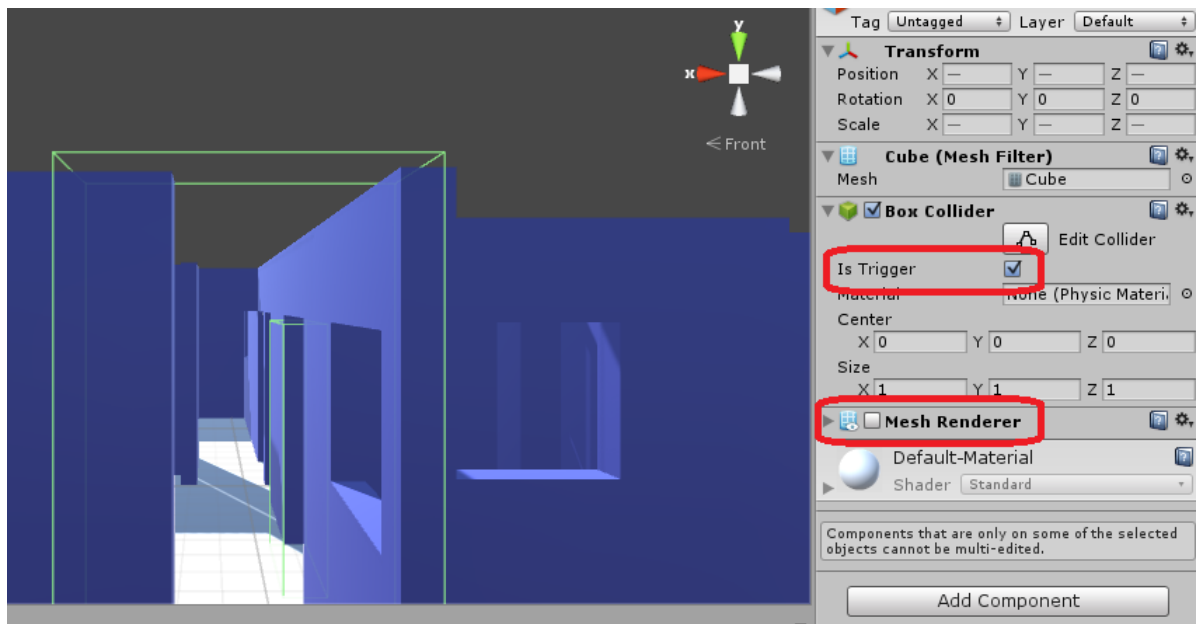 y
x
< Front
Tag Untagged Layer Default
Transform
Position X — Y — Z —
Rotation X 0 Y 0 Z 0
Scale X — Y — Z —
Cube (Mesh Filter)
Mesh Cube
Box Collider
Edit Collider
Is Trigger
Material None (Physic Materi
Center
X 0 Y 0 Z 0
Size
X 1 Y 1 Z 1
Mesh Renderer
Default-Material
Shader Standard
Components that are only on some of the selected
objects cannot be multi-edited.
Add Component